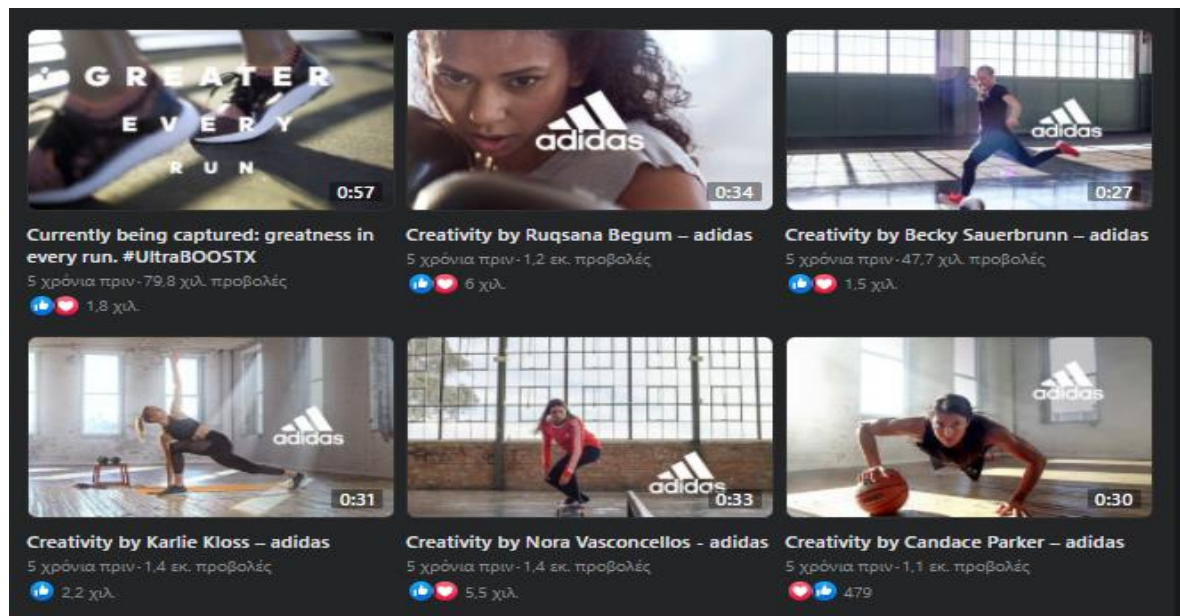 GREATER
EVERY
RUN
0:57
adidas
0:34
adidas
0:27
Currently being captured: greatness in
every run. #UltraBOOSTX
5 χρόνια πριν · 79,8 χιλ. προβολές
1,8 χιλ.
Creativity by Ruqsana Begum – adidas
5 χρόνια πριν · 1,2 εκ. προβολές
6 χιλ.
Creativity by Becky Sauerbrunn – adidas
5 χρόνια πριν · 47,7 χιλ. προβολές
1,5 χιλ.
adidas
0:31
adidas
0:33
adidas
0:30
Creativity by Karlie Kloss – adidas
5 χρόνια πριν · 1,4 εκ. προβολές
2,2 χιλ.
Creativity by Nora Vasconcellos - adidas
5 χρόνια πριν · 1,4 εκ. προβολές
5,5 χιλ.
Creativity by Candace Parker – adidas
5 χρόνια πριν · 1,1 εκ. προβολές
479